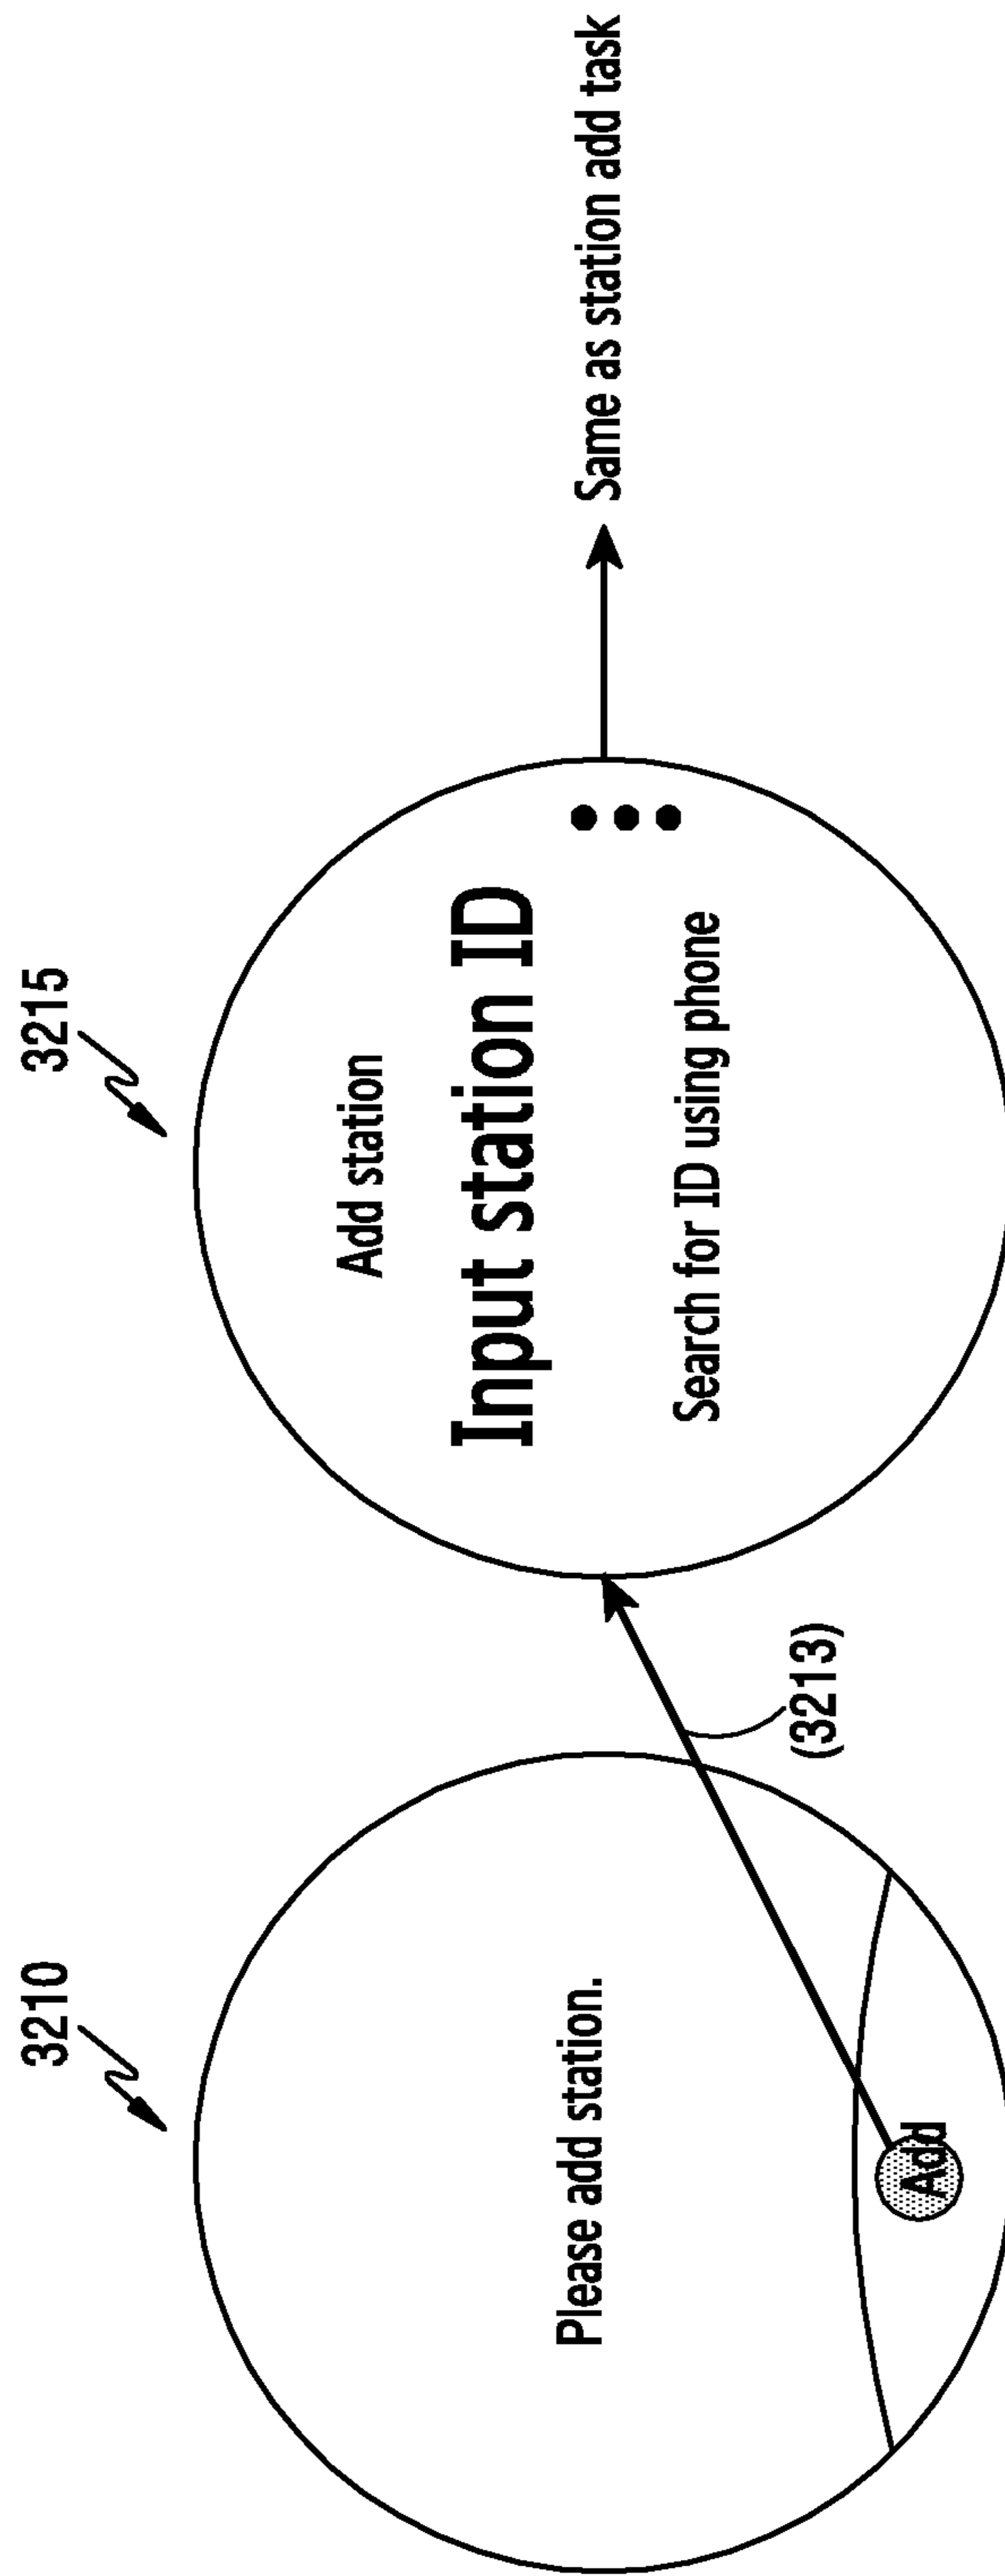 3210
Please add station.
Add
(3213)
3215
Add station
Input station ID
Search for ID using phone
Same as station add task